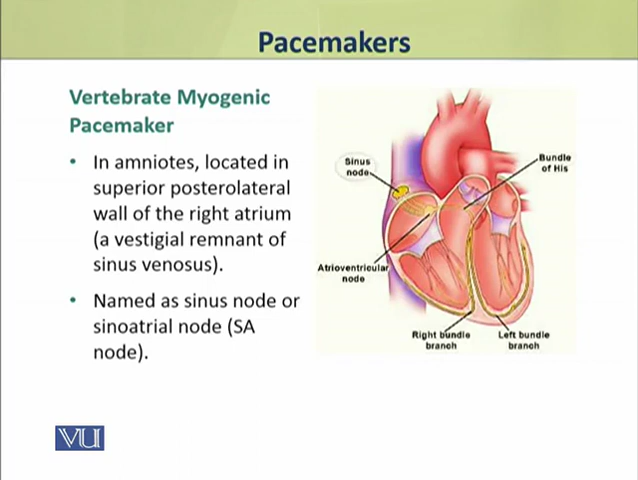 Pacemakers
Vertebrate Myogenic
Pacemaker
• In amniotes, located in
superior posterolateral
wall of the right atrium
(a vestigial remnant of
sinus venosus).
• Named as sinus node or
sinoatrial node (SA
node).
Sinus
node
Bundle
of His
Atrioventricular
node
Right bundle
branch
Left bundle
branch
VU